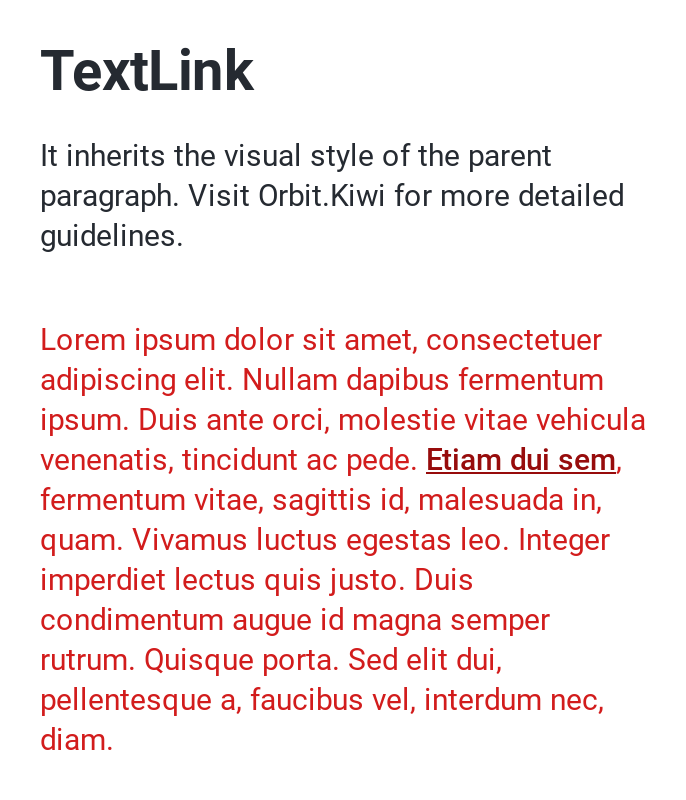 TextLink
It inherits the visual style of the parent
paragraph. Visit Orbit.Kiwi for more detailed
guidelines.
Lorem ipsum dolor sit amet, consectetuer
adipiscing elit. Nullam dapibus fermentum
ipsum. Duis ante orci, molestie vitae vehicula
venenatis, tincidunt ac pede. Etiam dui sem,
fermentum vitae, sagittis id, malesuada in,
quam. Vivamus luctus egestas leo. Integer
imperdiet lectus quis justo. Duis
condimentum augue id magna semper
rutrum. Quisque porta. Sed elit dui,
pellentesque a, faucibus vel, interdum nec,
diam.